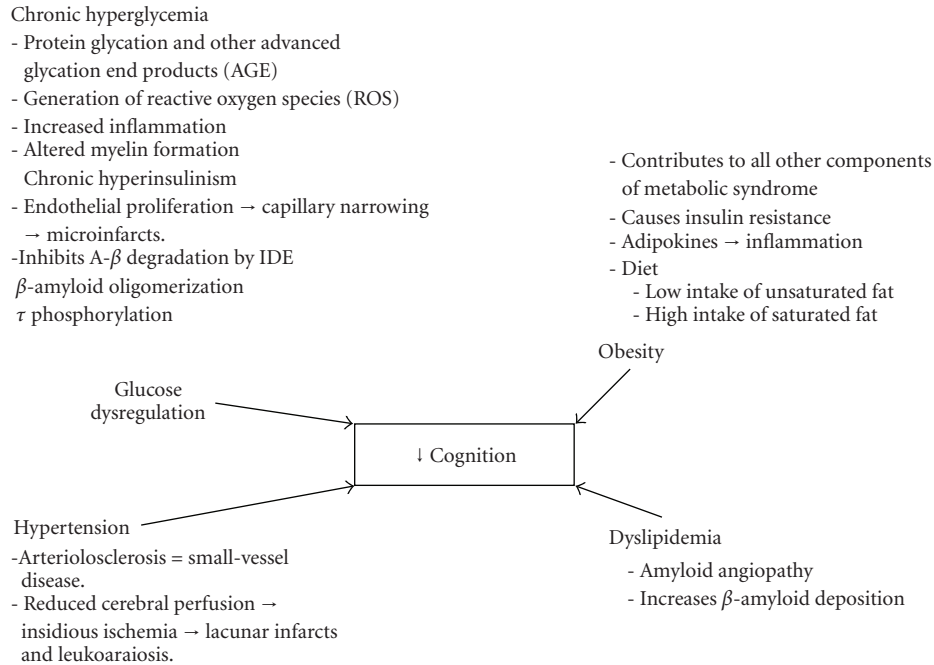 Chronic hyperglycemia
- Protein glycation and other advanced
glycation end products (AGE)
- Generation of reactive oxygen species (ROS)
- Increased inflammation
- Altered myelin formation
Chronic hyperinsulinism
- Endothelial proliferation → capillary narrowing
→ microinfarcts.
-Inhibits A-β degradation by IDE
β-amyloid oligomerization
τ phosphorylation
- Contributes to all other components
of metabolic syndrome
- Causes insulin resistance
- Adipokines → inflammation
- Diet
- Low intake of unsaturated fat
- High intake of saturated fat
Obesity
Glucose
dysregulation
↓ Cognition
Hypertension
-Arteriolosclerosis = small-vessel
disease.
- Reduced cerebral perfusion →
insidious ischemia → lacunar infarcts
and leukoaraiosis.
Dyslipidemia
- Amyloid angiopathy
- Increases β-amyloid deposition